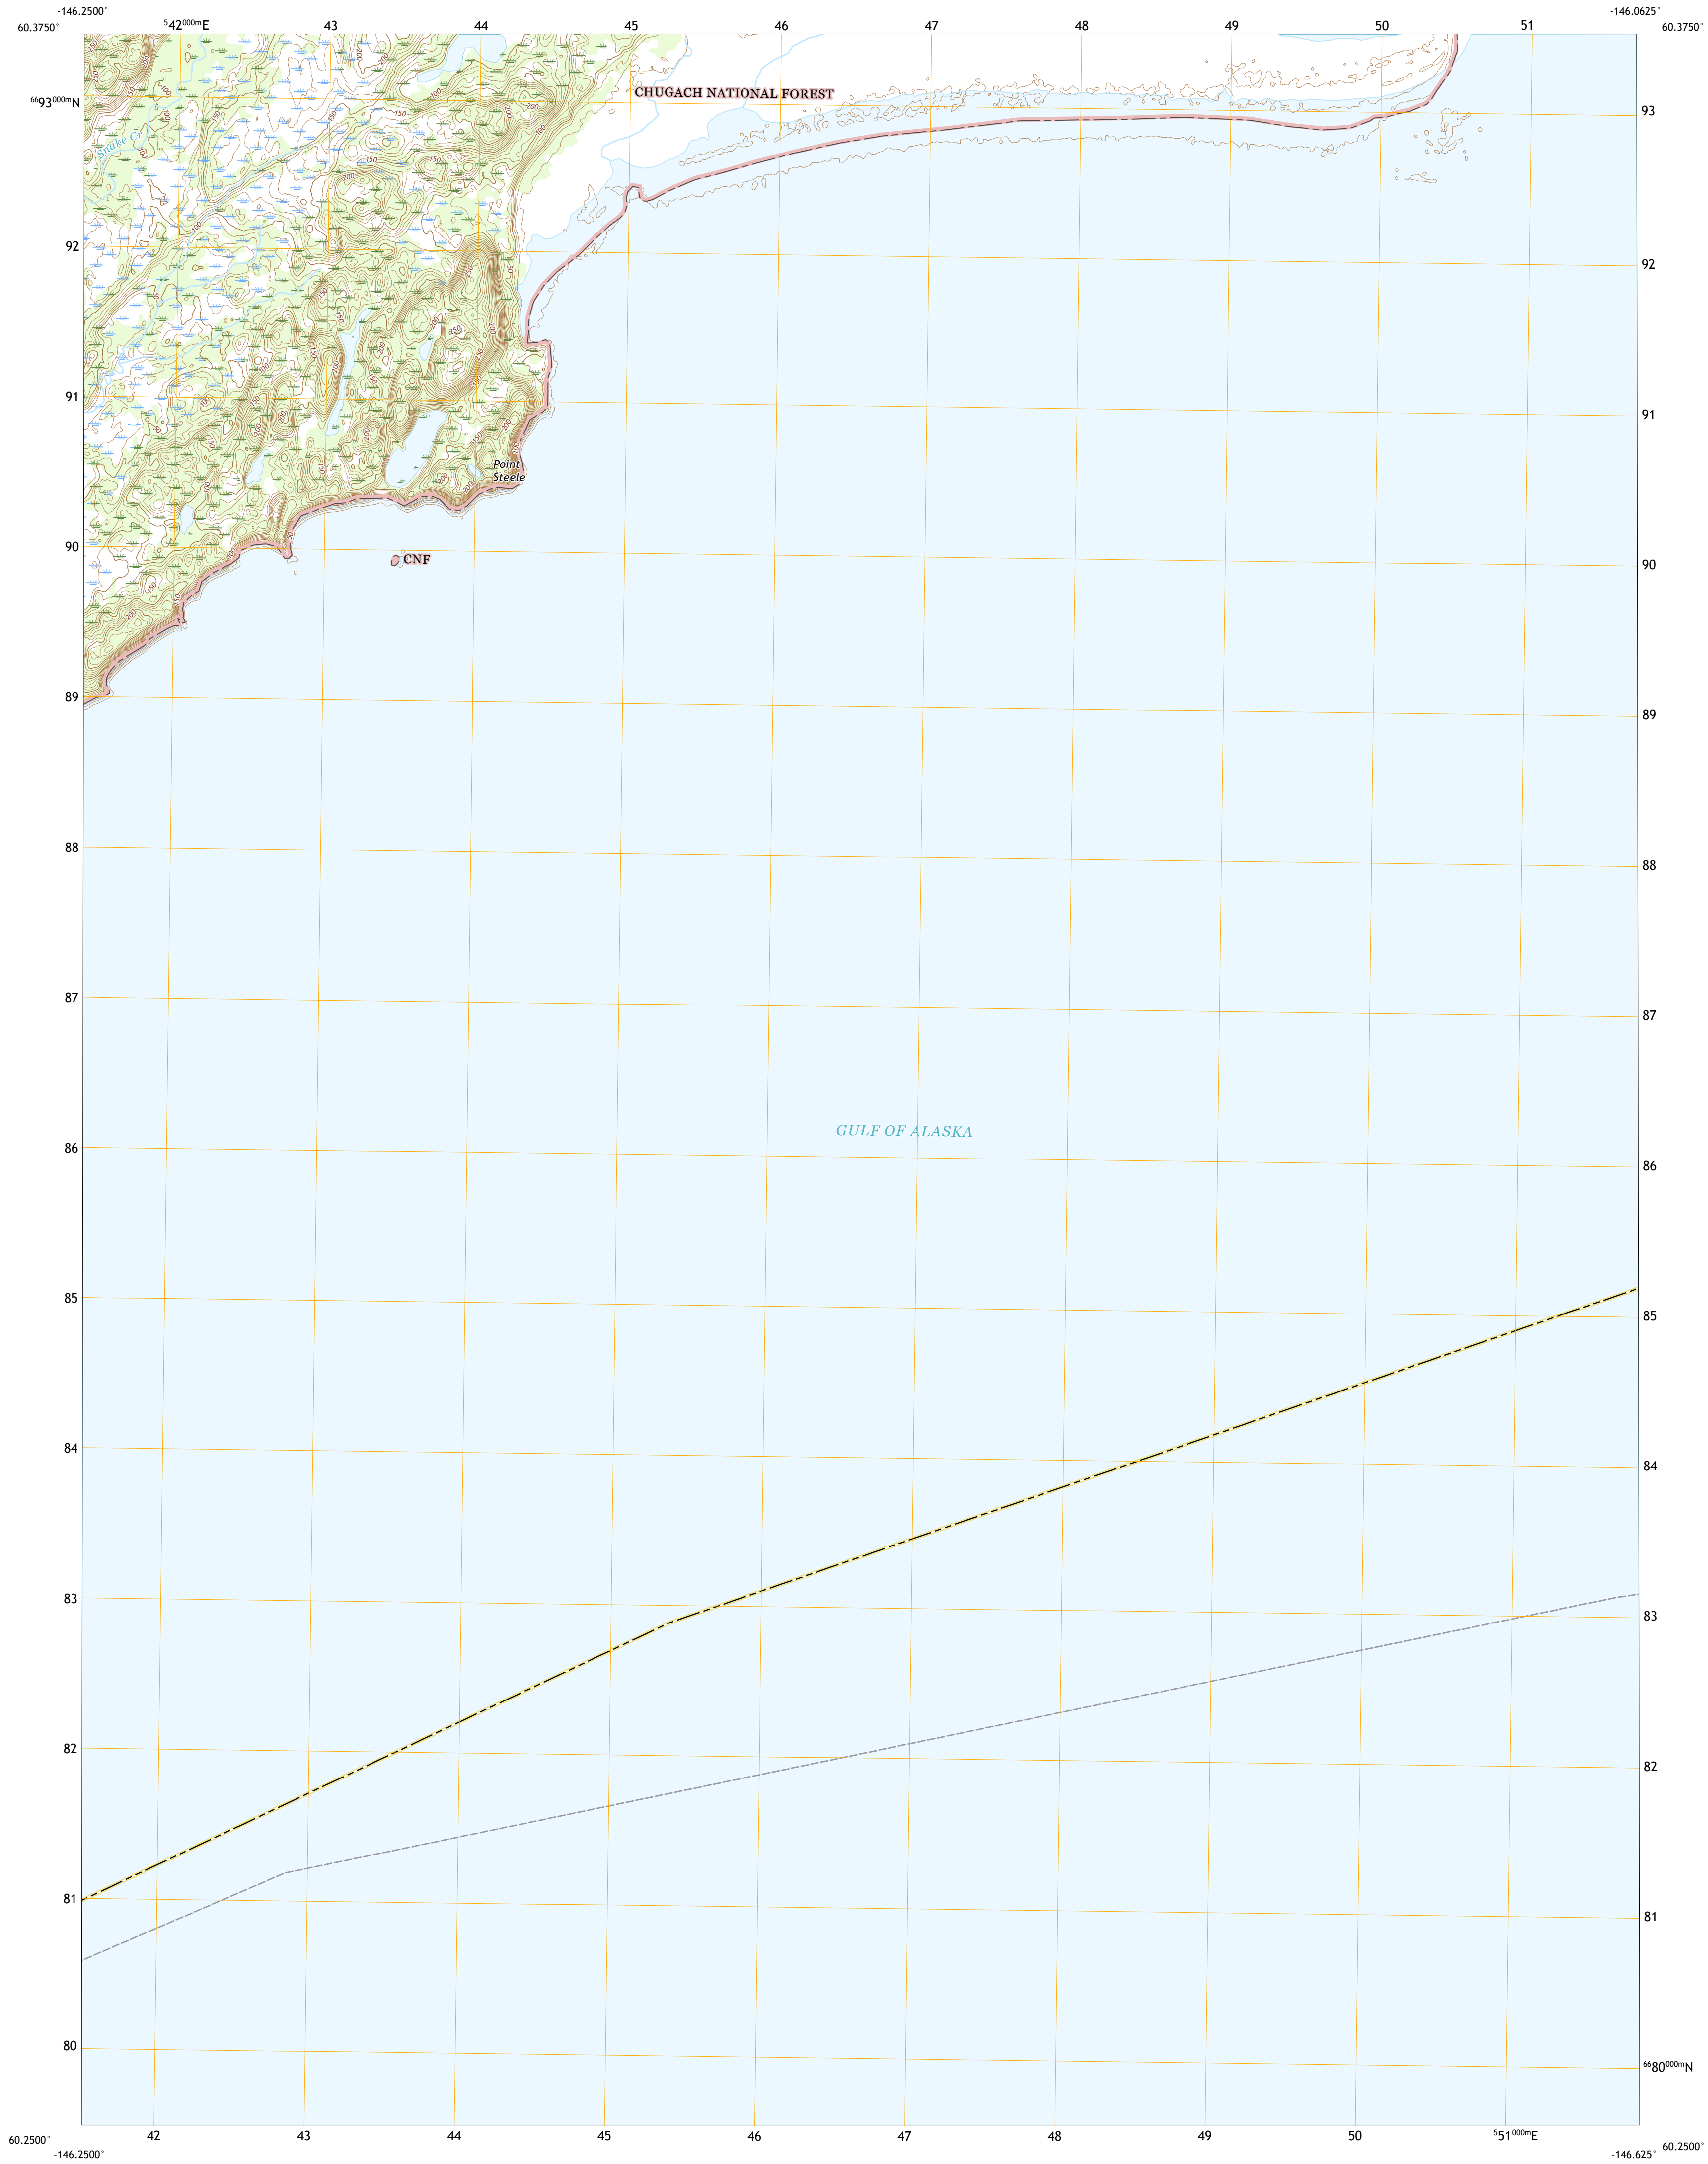 -146.2500° -146.0625°
60.3750° ⁵42⁰⁰⁰ᵐE 43 44 45 46 47 48 49 50 51 60.3750°
⁶⁶93⁰⁰⁰ᵐN CHUGACH NATIONAL FOREST 93
Snake Cr
92 92
91 91
Point
Steele
90 CNF 90
89 89
88 88
87 87
GULF OF ALASKA
86 86
85 85
84 84
83 83
82 82
81 81
80 ⁶⁶80⁰⁰⁰ᵐN
60.2500° 42 43 44 45 46 47 48 49 50 ⁵51⁰⁰⁰ᵐE 60.2500°
-146.2500° -146.625°